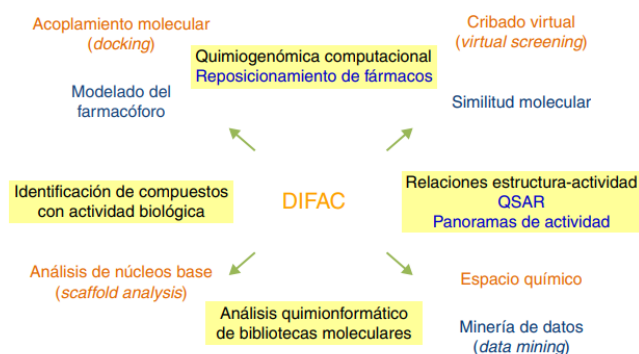 Acoplamiento molecular
(docking)
Quimiogenómica computacional
Reposicionamiento de fármacos
Cribado virtual
(virtual screening)
Modelado del
farmacóforo
Similitud molecular
Identificación de compuestos
con actividad biológica
DIFAC
Relaciones estructura-actividad
QSAR
Panoramas de actividad
Análisis de núcleos base
(scaffold analysis)
Análisis quimionformático
de bibliotecas moleculares
Espacio químico
Minería de datos
(data mining)